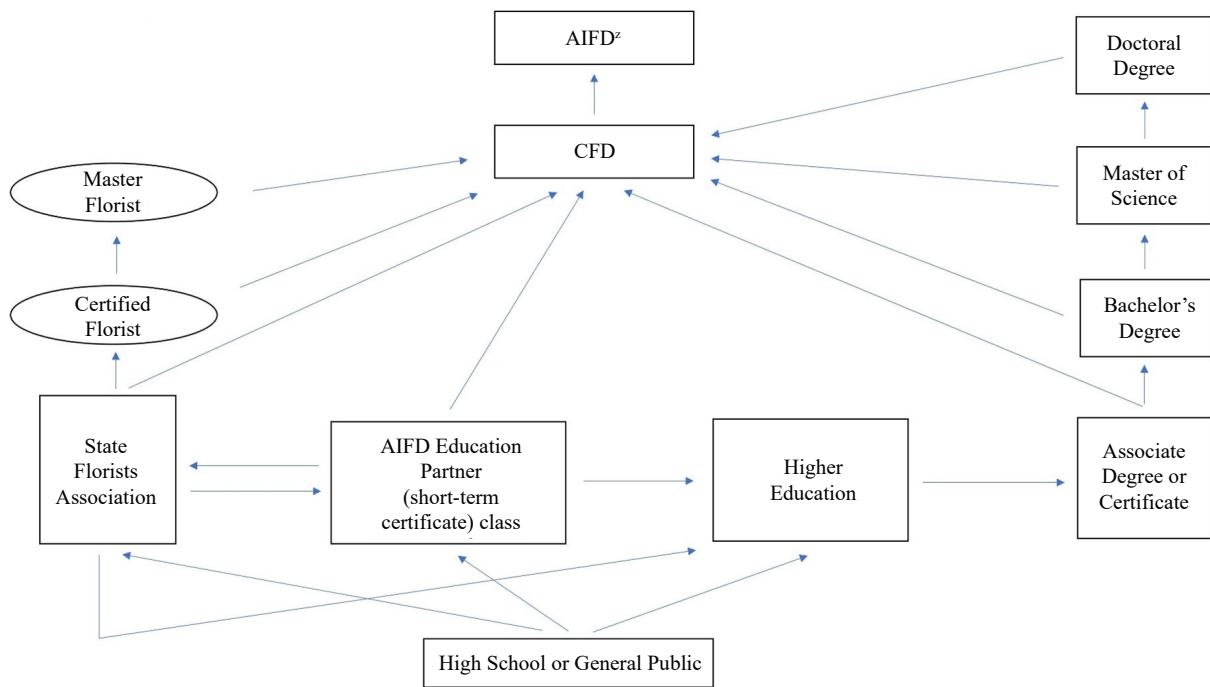 AIFDᶻ
Doctoral
Degree
CFD
Master
Florist
Master of
Science
Certified
Florist
Bachelor’s
Degree
State
Florists
Association
AIFD Education
Partner
(short-term
certificate) class
Higher
Education
Associate
Degree or
Certificate
High School or General Public